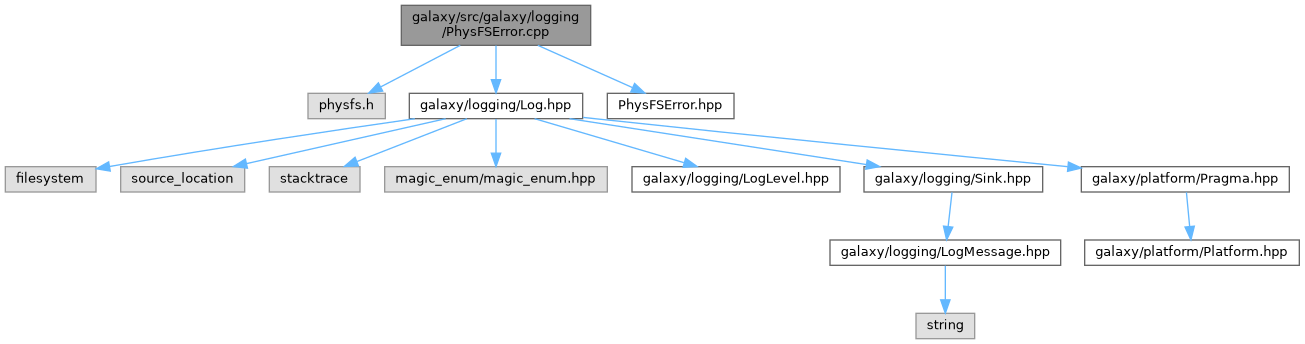 galaxy/src/galaxy/logging
/PhysFSError.cpp
physfs.h
galaxy/logging/Log.hpp
PhysFSError.hpp
filesystem
source_location
stacktrace
magic_enum/magic_enum.hpp
galaxy/logging/LogLevel.hpp
galaxy/logging/Sink.hpp
galaxy/platform/Pragma.hpp
galaxy/logging/LogMessage.hpp
galaxy/platform/Platform.hpp
string